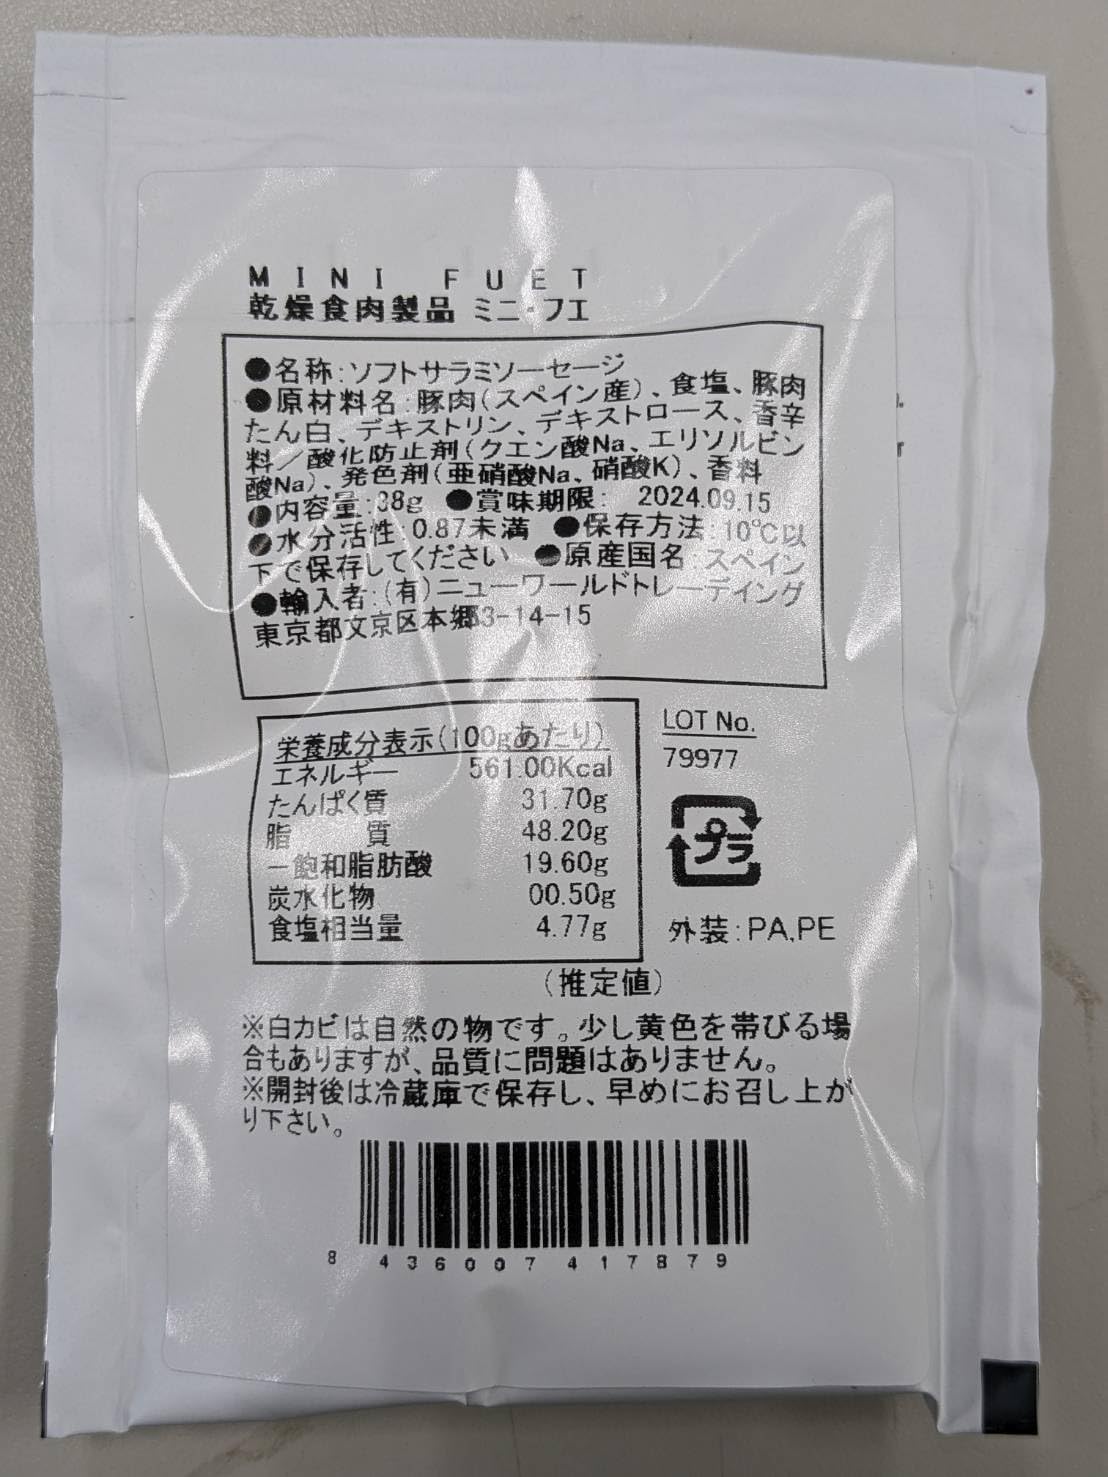 MINI FUET
乾燥食肉製品 ミニ・フエ
●名称:ソフトサラミソーセージ
●原材料名:豚肉(スペイン産)、食塩、豚肉
たん白、デキストリン、デキストロース、香辛
料/酸化防止剤(クエン酸Na、エリソルビン
酸Na)、発色剤(亜硝酸Na、硝酸K)、香料
●内容量:38g ●賞味期限: 2024.09.15
●水分活性:0.87未満 ●保存方法:10℃以
下で保存してください ●原産国名:スペイン
●輸入者:(有)ニューワールドトレーディング
東京都文京区本郷3-14-15
栄養成分表示(100gあたり)
エネルギー 561.00Kcal
たんぱく質 31.70g
脂 質 48.20g
―飽和脂肪酸 19.60g
炭水化物 00.50g
食塩相当量 4.77g
(推定値)
LOT No.
79977
プラ
外装:PA,PE
※白カビは自然の物です。少し黄色を帯びる場
合もありますが、品質に問題はありません。
※開封後は冷蔵庫で保存し、早めにお召し上が
り下さい。
8 436007 417879